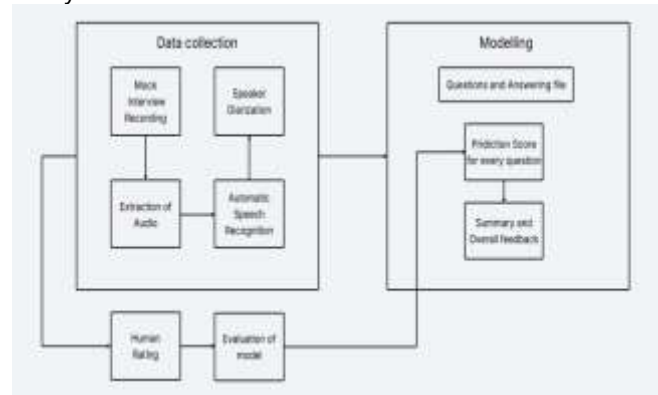 Data collection
Mock
Interview
Recording
Speaker
Diarization
Extraction of
Audio
Automatic
Speech
Recognition
Modelling
Questions and Answering file
Prediction Score
for every question
Summary and
Overall feedback
Human
Rating
Evaluation of
model